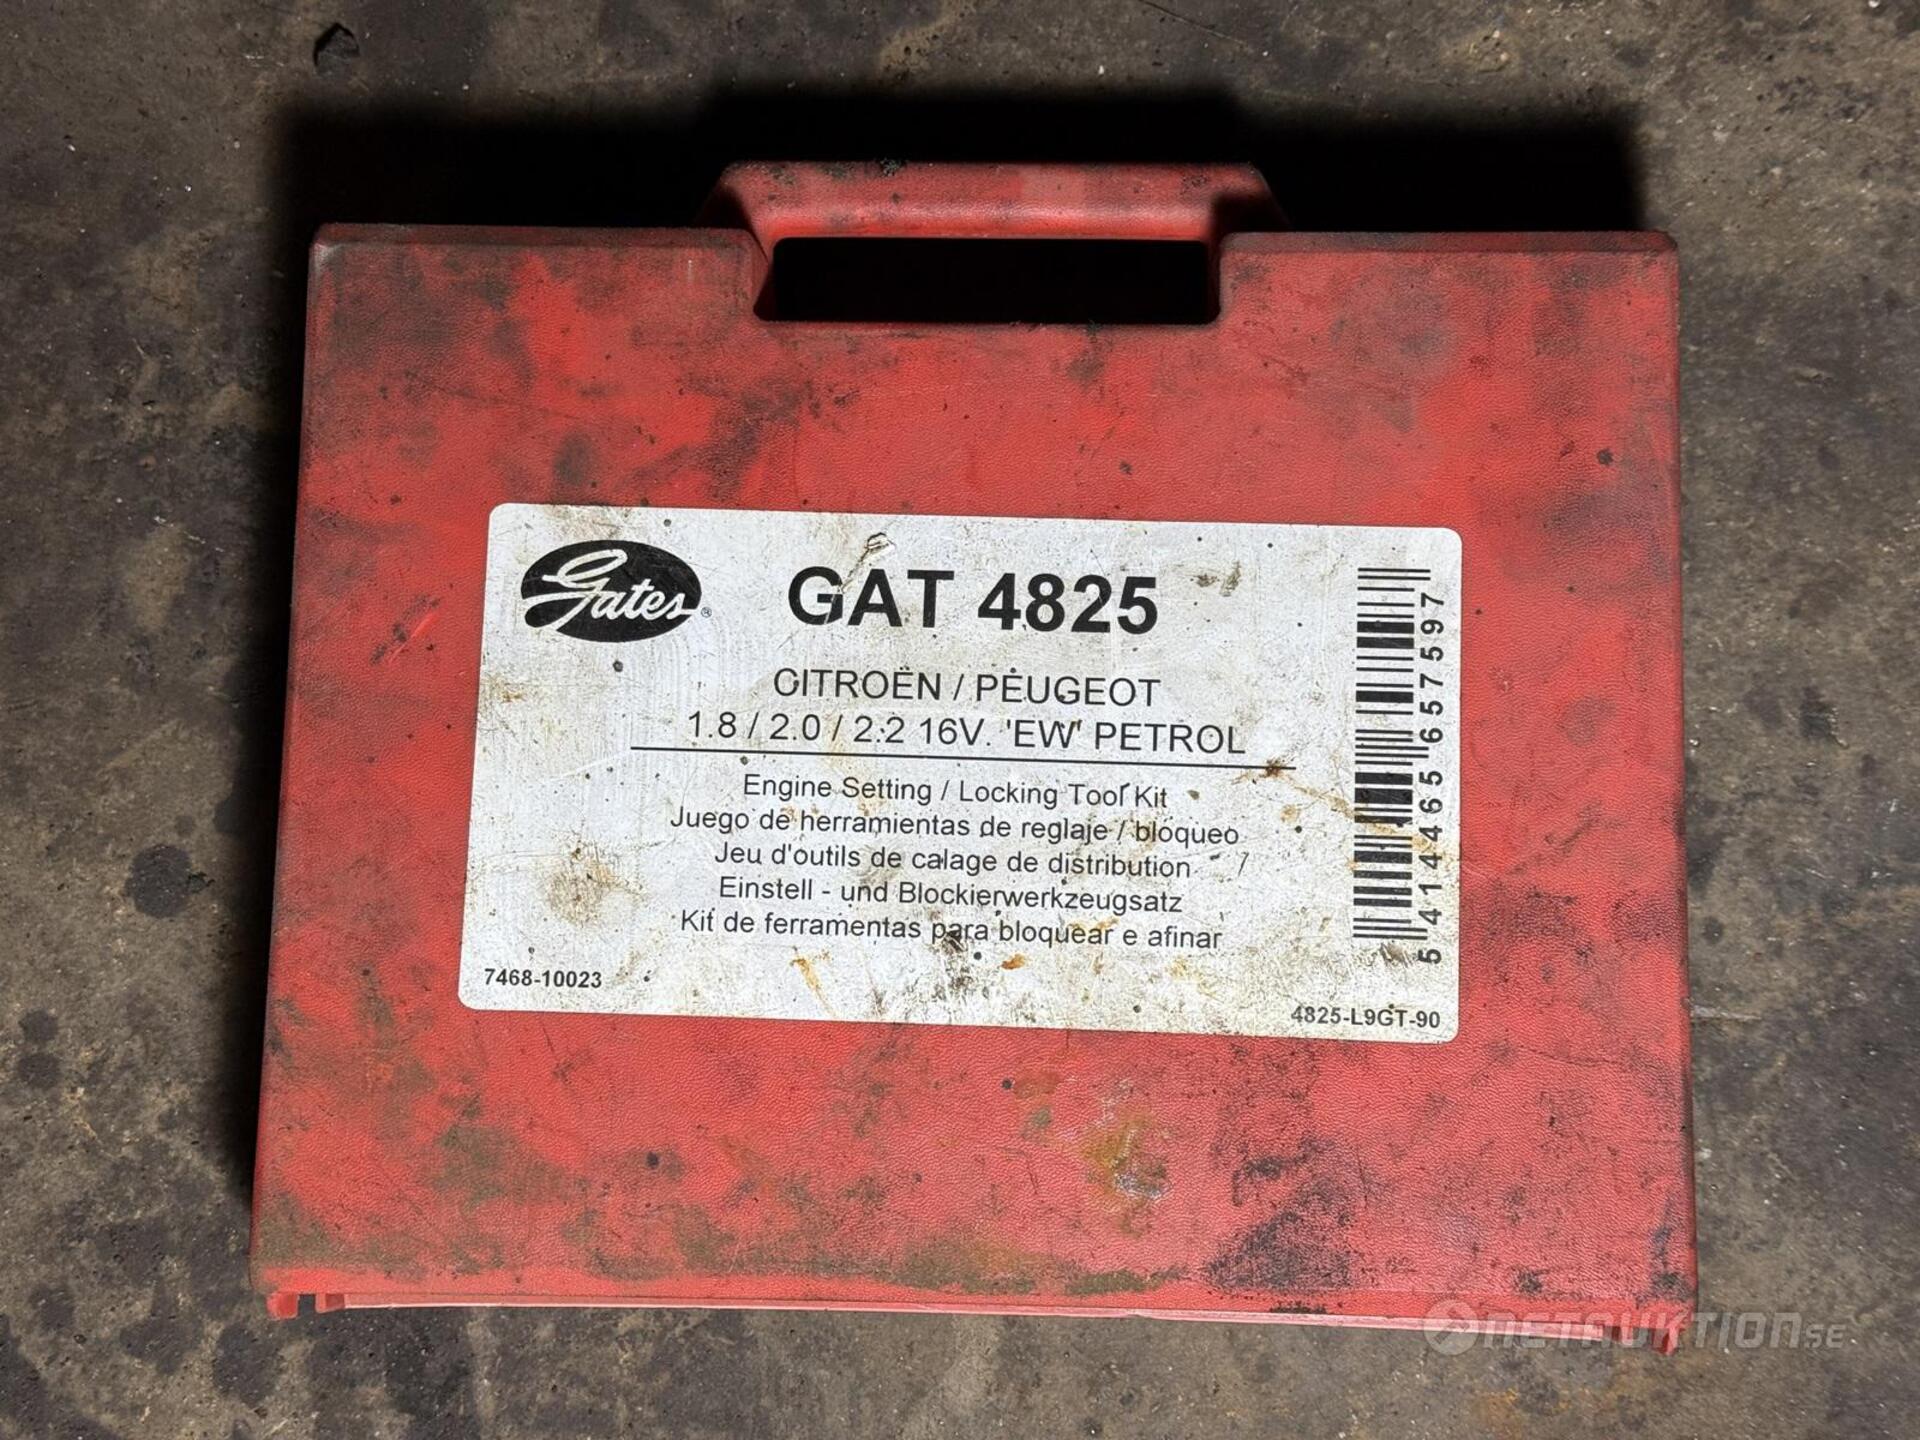 Gates®
GAT 4825
CITROËN / PEUGEOT
1.8 / 2.0 / 2.2 16V. 'EW' PETROL
Engine Setting / Locking Tool Kit
Juego de herramientas de reglaje / bloqueo
Jeu d'outils de calage de distribution
Einstell - und Blockierwerkzeugsatz
Kit de ferramentas para bloquear e afinar
7468-10023
4825-L9GT-90
5414465657597
NETAUKTION.SE